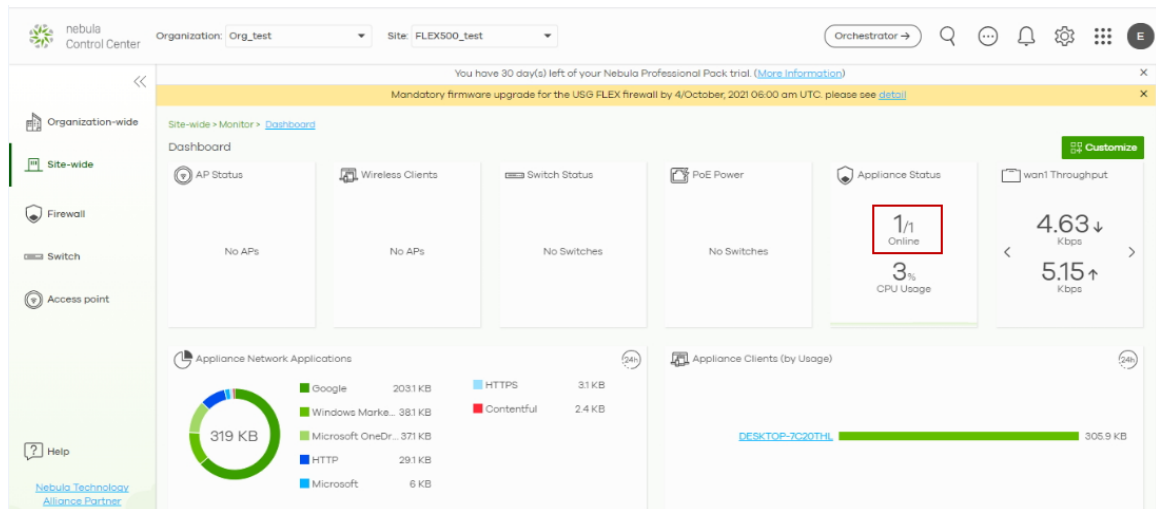 nebula
Control Center
Organization: Org_test
Site: FLEX500_test
Orchestrator →
E
You have 30 day(s) left of your Nebula Professional Pack trial. (More Information)
×
Mandatory firmware upgrade for the USG FLEX firewall by 4/October, 2021 06:00 am UTC. please see detail
×
Organization-wide
Site-wide
Firewall
Switch
Access point
Help
Nebula Technology
Alliance Partner
Site-wide > Monitor > Dashboard
Dashboard
Customize
AP Status
No APs
Wireless Clients
No APs
Switch Status
No Switches
PoE Power
No Switches
Appliance Status
1/1
Online
3%
CPU Usage
wan1 Throughput
4.63↓
Kbps
5.15↑
Kbps
Appliance Network Applications
24h
319 KB
Google 203.1 KB
Windows Marke... 38.1 KB
Microsoft OneDr... 37.1 KB
HTTP 29.1 KB
Microsoft 6 KB
HTTPS 3.1 KB
Contentful 2.4 KB
Appliance Clients (by Usage)
24h
DESKTOP-7C20THL 305.9 KB